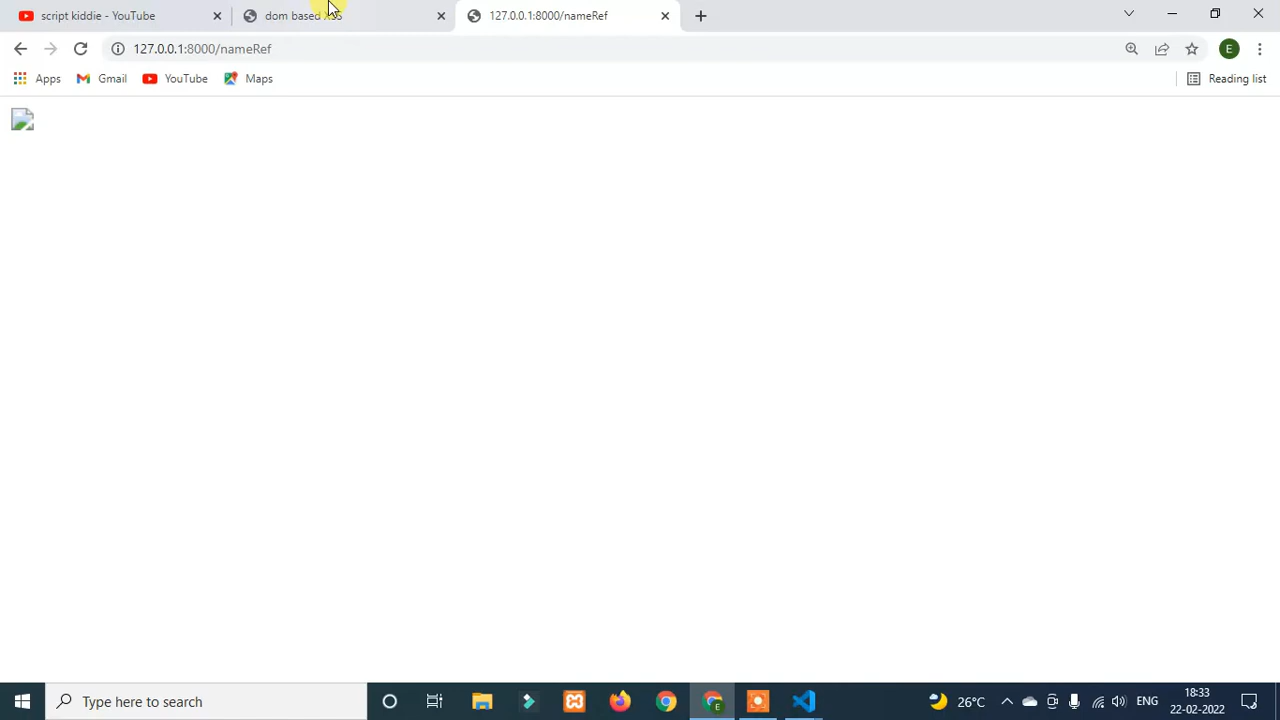 script kiddie - YouTube
dom based XSS
127.0.0.1:8000/nameRef
127.0.0.1:8000/nameRef
E
Apps
Gmail
YouTube
Maps
Reading list
Type here to search
E
26°C
ENG
18:33
22-02-2022